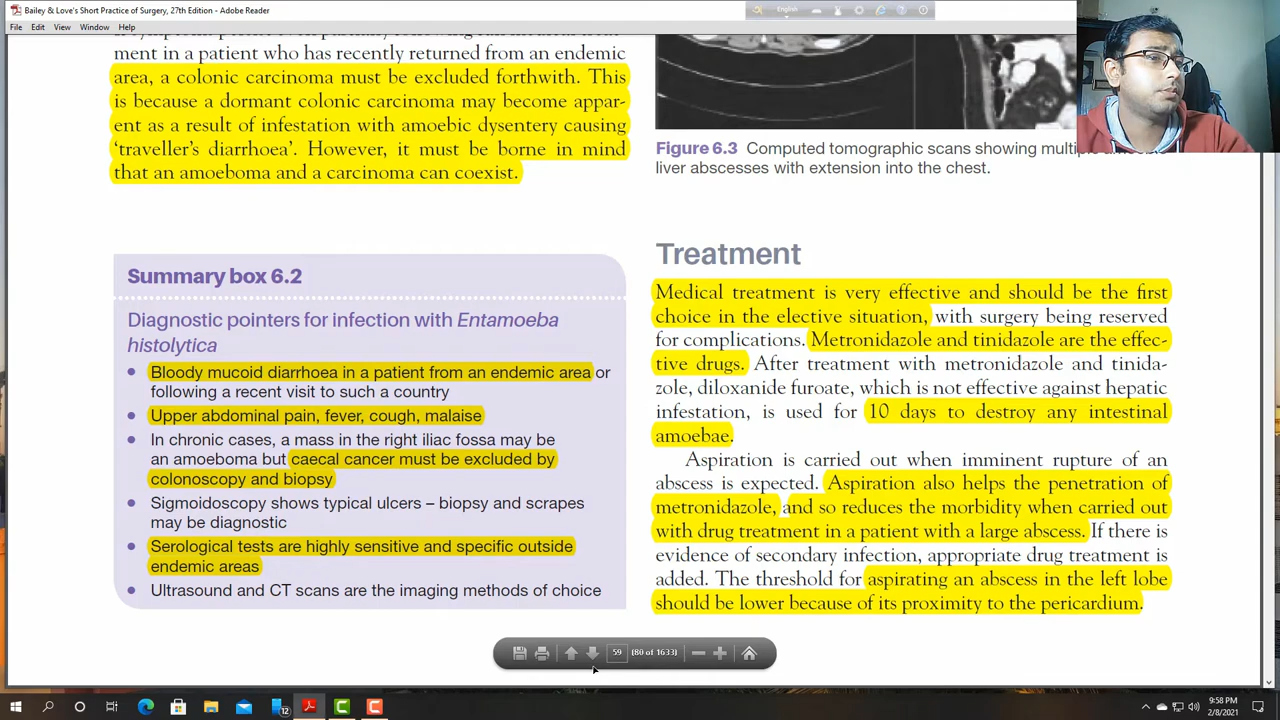 Bailey & Love's Short Practice of Surgery, 27th Edition - Adobe Reader
English
File Edit View Window Help
ment in a patient who has recently returned from an endemic
area, a colonic carcinoma must be excluded forthwith. This
is because a dormant colonic carcinoma may become appar-
ent as a result of infestation with amoebic dysentery causing
‘traveller’s diarrhoea’. However, it must be borne in mind
that an amoeboma and a carcinoma can coexist.
Summary box 6.2
Diagnostic pointers for infection with Entamoeba
histolytica
• Bloody mucoid diarrhoea in a patient from an endemic area or
following a recent visit to such a country
• Upper abdominal pain, fever, cough, malaise
• In chronic cases, a mass in the right iliac fossa may be
an amoeboma but caecal cancer must be excluded by
colonoscopy and biopsy
• Sigmoidoscopy shows typical ulcers – biopsy and scrapes
may be diagnostic
• Serological tests are highly sensitive and specific outside
endemic areas
• Ultrasound and CT scans are the imaging methods of choice
Figure 6.3 Computed tomographic scans showing
liver abscesses with extension into the chest.
Treatment
Medical treatment is very effective and should be the first
choice in the elective situation, with surgery being reserved
for complications. Metronidazole and tinidazole are the effec-
tive drugs. After treatment with metronidazole and tinida-
zole, diloxanide furoate, which is not effective against hepatic
infestation, is used for 10 days to destroy any intestinal
amoebae.
Aspiration is carried out when imminent rupture of an
abscess is expected. Aspiration also helps the penetration of
metronidazole, and so reduces the morbidity when carried out
with drug treatment in a patient with a large abscess. If there is
evidence of secondary infection, appropriate drug treatment is
added. The threshold for aspirating an abscess in the left lobe
should be lower because of its proximity to the pericardium.
59 (80 of 1633)
12
9:58 PM
2/8/2021